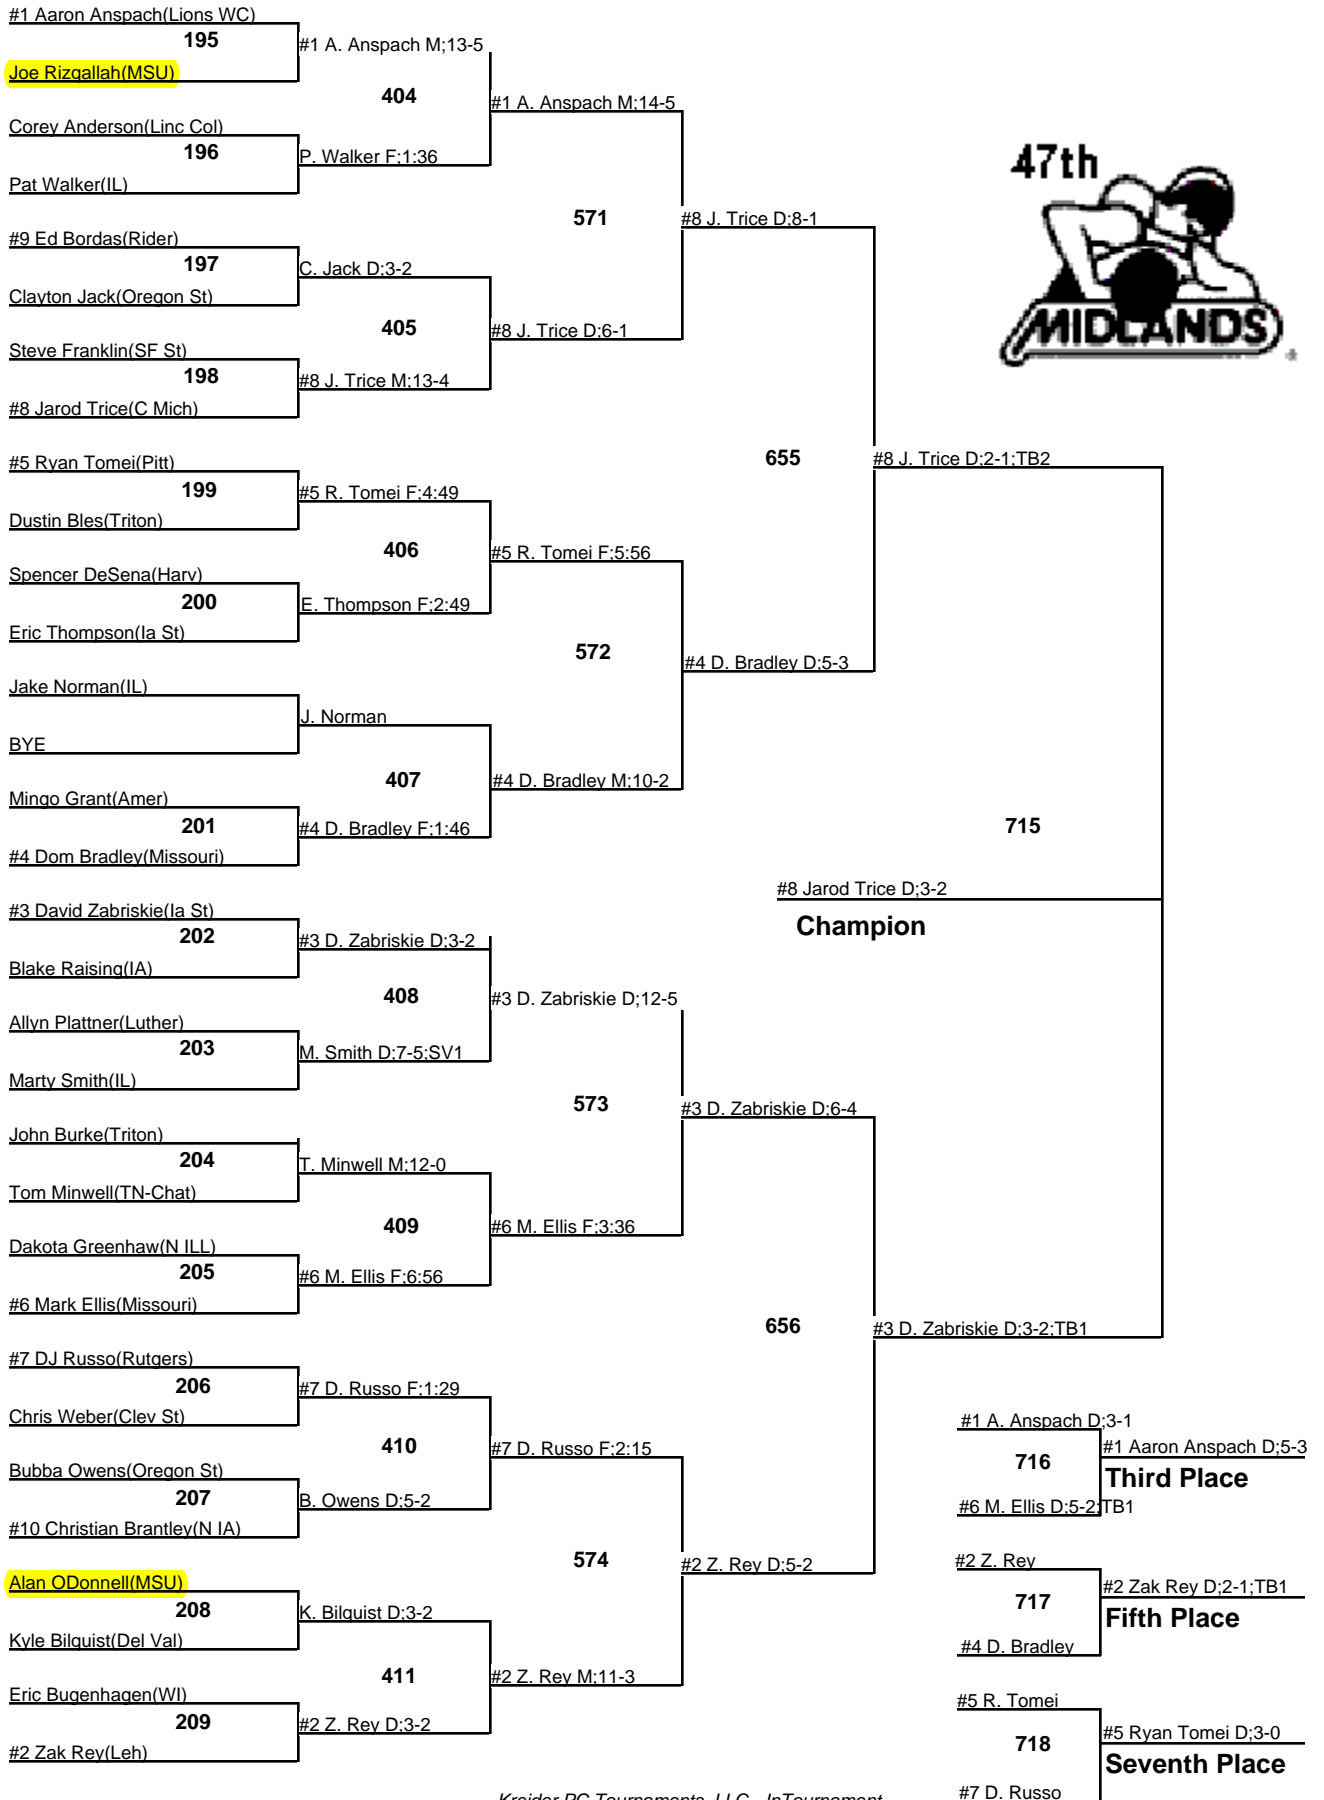 #1 Aaron Anspach(Lions WC)
195
#1 A. Anspach M;13-5
Joe Rizqallah(MSU)
404
#1 A. Anspach M;14-5
Corey Anderson(Linc Col)
196
P. Walker F;1:36
Pat Walker(IL)
571
#8 J. Trice D;8-1
#9 Ed Bordas(Rider)
197
C. Jack D;3-2
Clayton Jack(Oregon St)
405
#8 J. Trice D;6-1
Steve Franklin(SF St)
198
#8 J. Trice M;13-4
#8 Jarod Trice(C Mich)
47th
MIDLANDS
655
#8 J. Trice D;2-1;TB2
#5 Ryan Tomei(Pitt)
199
#5 R. Tomei F;4:49
Dustin Bles(Triton)
406
#5 R. Tomei F;5:56
Spencer DeSena(Harv)
200
E. Thompson F;2:49
Eric Thompson(Ia St)
572
#4 D. Bradley D;5-3
Jake Norman(IL)
J. Norman
BYE
407
#4 D. Bradley M;10-2
Mingo Grant(Amer)
201
#4 D. Bradley F;1:46
#4 Dom Bradley(Missouri)
715
#8 Jarod Trice D;3-2
Champion
#3 David Zabriskie(Ia St)
202
#3 D. Zabriskie D;3-2
Blake Raising(IA)
408
#3 D. Zabriskie D;12-5
Allyn Plattner(Luther)
203
M. Smith D;7-5;SV1
Marty Smith(IL)
573
#3 D. Zabriskie D;6-4
John Burke(Triton)
204
T. Minwell M;12-0
Tom Minwell(TN-Chat)
409
#6 M. Ellis F;3:36
Dakota Greenhaw(N ILL)
205
#6 M. Ellis F;6:56
#6 Mark Ellis(Missouri)
656
#3 D. Zabriskie D;3-2;TB1
#7 DJ Russo(Rutgers)
206
#7 D. Russo F;1:29
Chris Weber(Clev St)
410
#7 D. Russo F;2:15
Bubba Owens(Oregon St)
207
B. Owens D;5-2
#10 Christian Brantley(N IA)
574
#2 Z. Rey D;5-2
Alan ODonnell(MSU)
208
K. Bilquist D;3-2
Kyle Bilquist(Del Val)
411
#2 Z. Rey M;11-3
Eric Bugenhagen(WI)
209
#2 Z. Rey D;3-2
#2 Zak Rey(Leh)
#1 A. Anspach D;3-1
716
#1 Aaron Anspach D;5-3
Third Place
#6 M. Ellis D;5-2;TB1
#2 Z. Rey
717
#2 Zak Rey D;2-1;TB1
Fifth Place
#4 D. Bradley
#5 R. Tomei
718
#5 Ryan Tomei D;3-0
Seventh Place
#7 D. Russo
Kreider PC Tournaments, LLC - InTournament